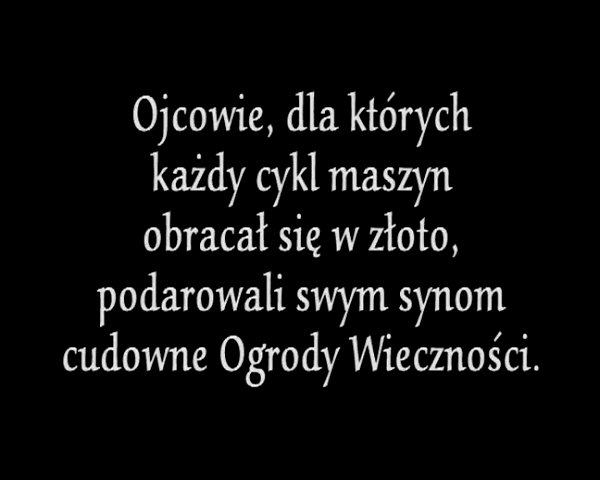 Ojcowie, dla których
każdy cykl maszyn
obracał się w złoto,
podarowali swym synom
cudowne Ogrody Wieczności.